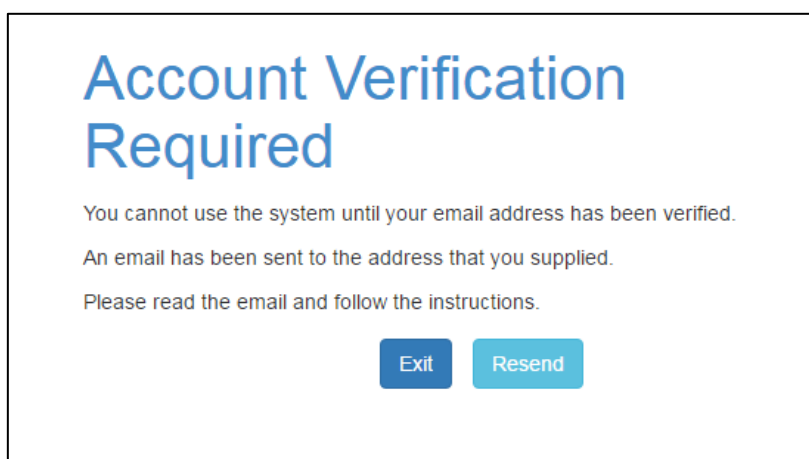 Account Verification
Required
You cannot use the system until your email address has been verified.
An email has been sent to the address that you supplied.
Please read the email and follow the instructions.
Exit Resend